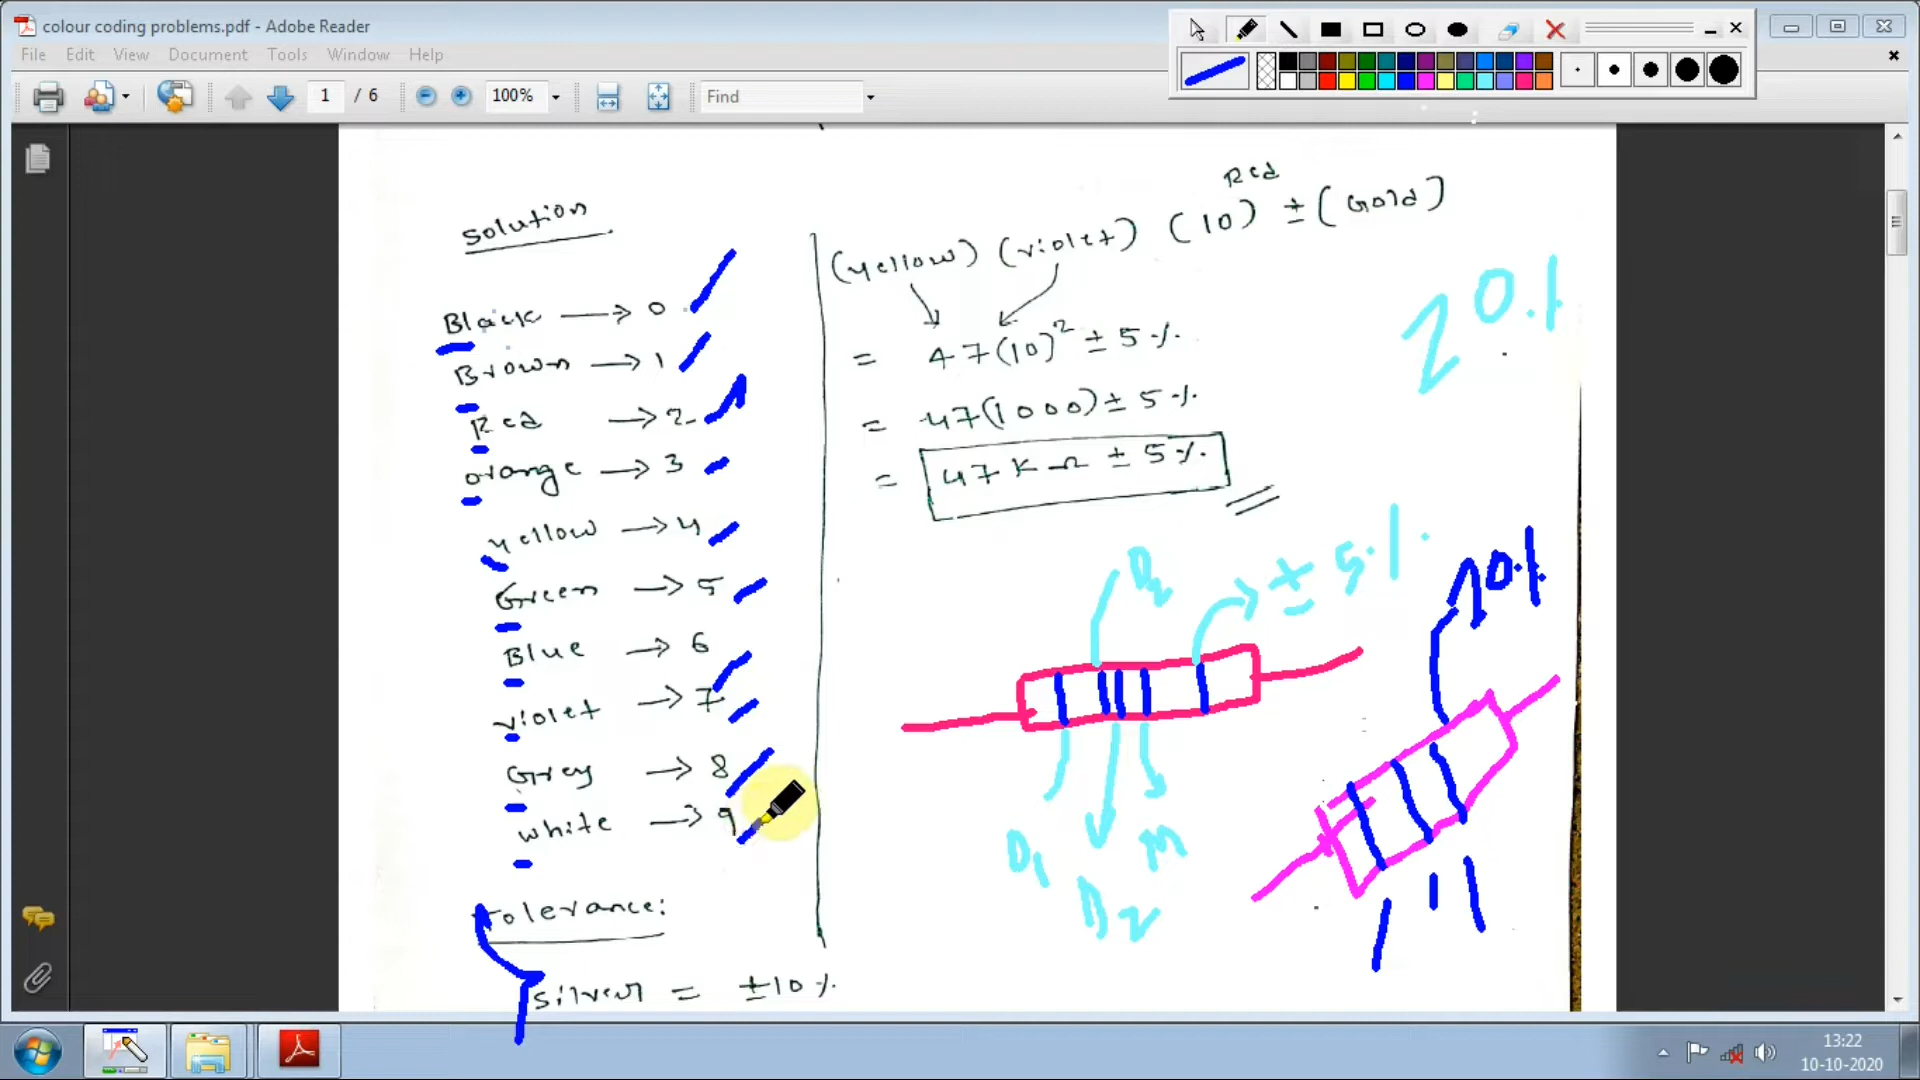 colour coding problems.pdf - Adobe Reader
File Edit View Document Tools Window Help
1 / 6 100% Find
Solution
Black → 0
Brown → 1
Red → 2
orange → 3
yellow → 4
Green → 5
Blue → 6
violet → 7
Grey → 8
white → 9
Tolerance:
silver = ±10%
Red
(yellow) (violet) (10) ± (Gold)
= 47(10)² ± 5%
= 47(1000) ± 5%
= 47 K Ω ± 5%
20%
D2
± 5%
20%
D1
D2
M
13:22
10-10-2020